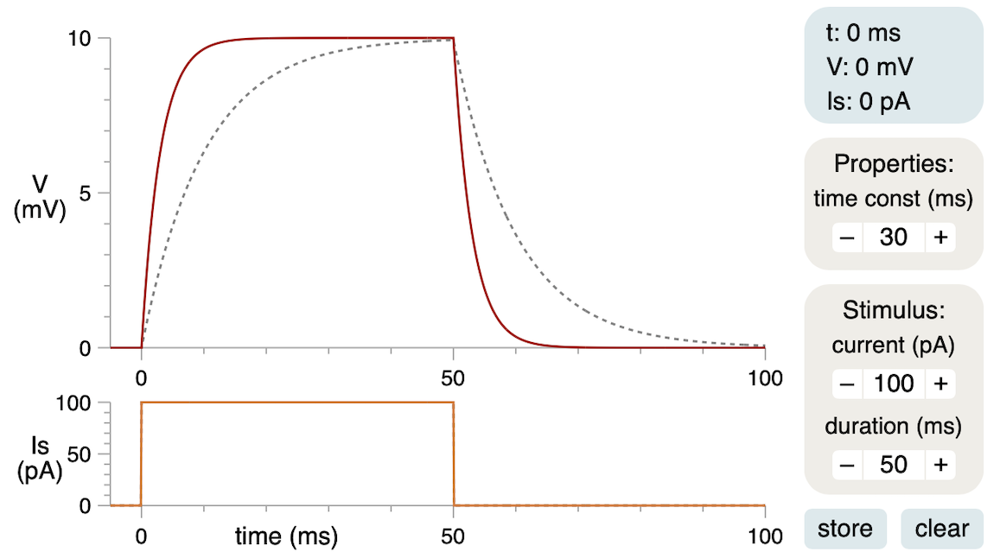 10
V
(mV)
5
0
0
50
100
100
Is
(pA)
50
0
0
time (ms)
50
100
t: 0 ms
V: 0 mV
Is: 0 pA
Properties:
time const (ms)
– 30 +
Stimulus:
current (pA)
– 100 +
duration (ms)
– 50 +
store
clear